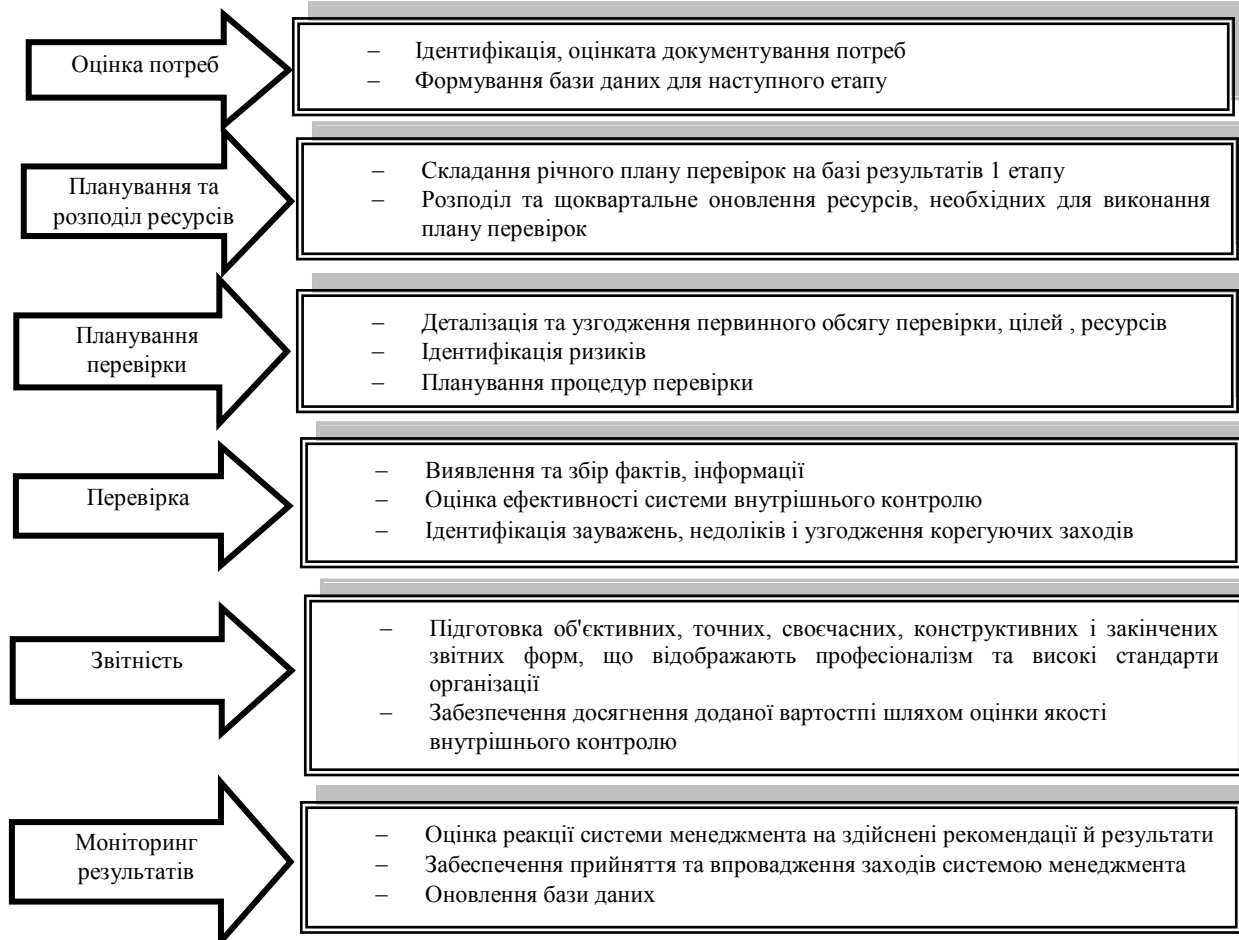 Оцінка потреб
– Ідентифікація, оцінката документування потреб
– Формування бази даних для наступного етапу
Планування та
розподіл ресурсів
– Складання річного плану перевірок на базі результатів 1 етапу
– Розподіл та щоквартальне оновлення ресурсів, необхідних для виконання
плану перевірок
Планування
перевірки
– Деталізація та узгодження первинного обсягу перевірки, цілей , ресурсів
– Ідентифікація ризиків
– Планування процедур перевірки
Перевірка
– Виявлення та збір фактів, інформації
– Оцінка ефективності системи внутрішнього контролю
– Ідентифікація зауважень, недоліків і узгодження корегуючих заходів
Звітність
– Підготовка об'єктивних, точних, своєчасних, конструктивних і закінчених
звітних форм, що відображають професіоналізм та високі стандарти
організації
– Забезпечення досягнення доданої вартостпі шляхом оцінки якості
внутрішнього контролю
Моніторинг
результатів
– Оцінка реакції системи менеджмента на здійснені рекомендації й результати
– Забеспечення прийняття та впровадження заходів системою менеджмента
– Оновлення бази даних